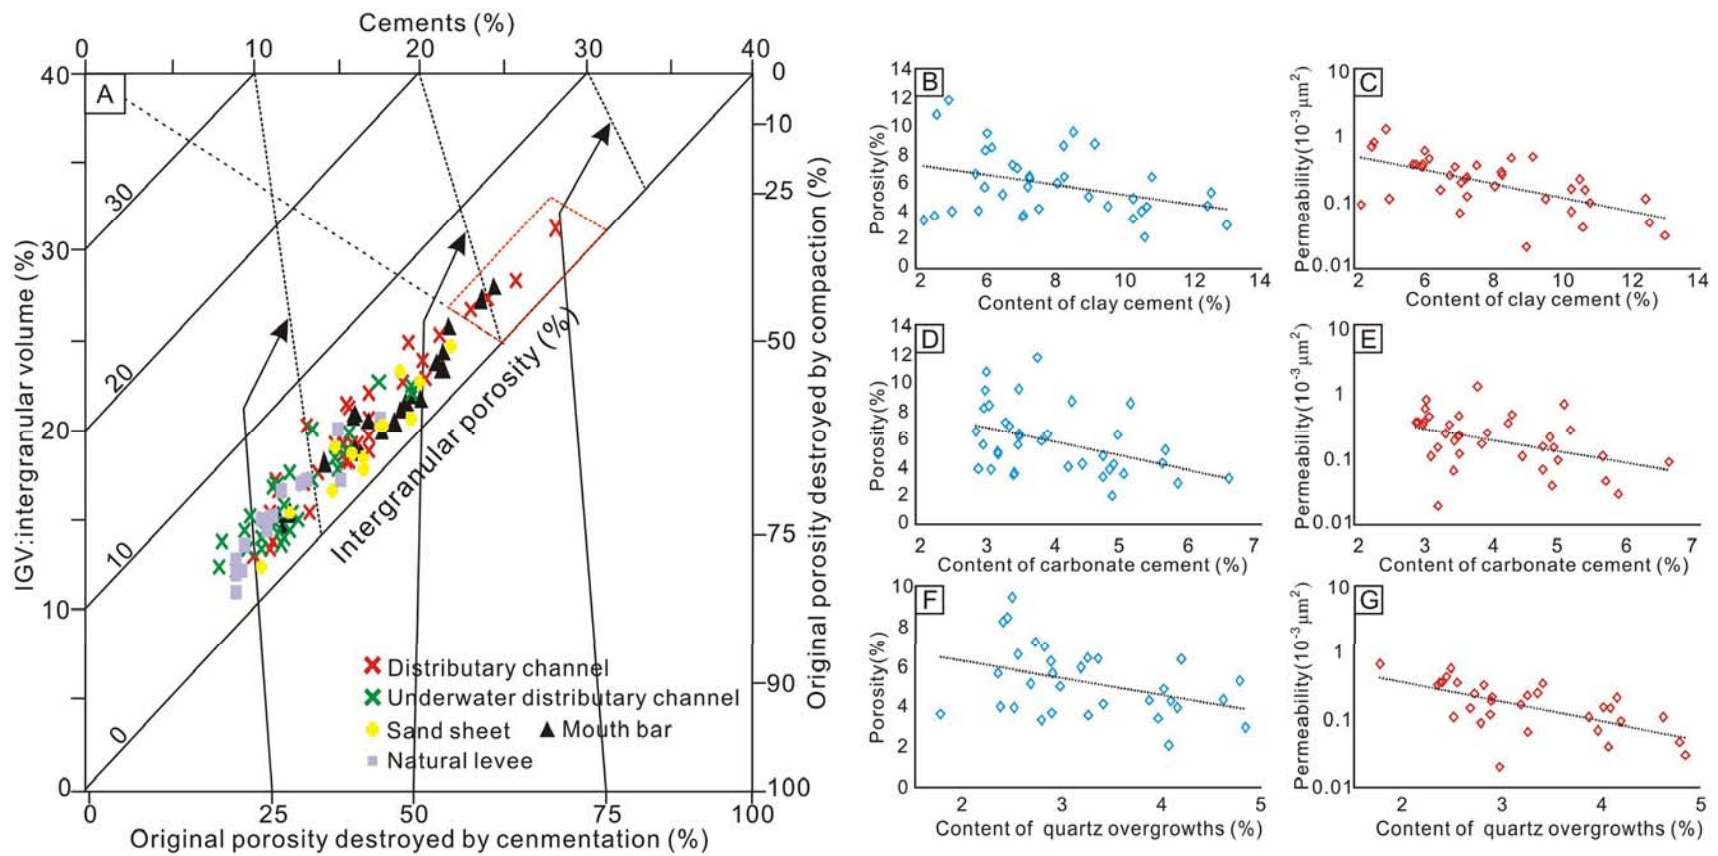 Cements (%)
0 10 20 30 40
A
40 30 20 10 0
IGV:intergranular volume (%)
0 10 25 50 75 90 100
Original porosity destroyed by compaction (%)
30
20
10
0
Intergranular porosity (%)
Distributary channel
Underwater distributary channel
Sand sheet Mouth bar
Natural levee
0 25 50 75 100
Original porosity destroyed by cenmentation (%)
B
Porosity(%)
14
12
10
8
6
4
2
0
2 6 8 10 12 14
Content of clay cement (%)
C
Permeability(10⁻³μm²)
10
1
0.1
0.01
2 4 6 8 10 12 14
Content of clay cement (%)
D
Porosity(%)
14
12
10
8
6
4
2
0
2 3 4 5 6 7
Content of carbonate cement (%)
E
Permeability(10⁻³μm²)
10
1
0.1
0.01
2 3 4 5 6 7
Content of carbonate cement (%)
F
Porosity(%)
10
8
6
4
2
0
2 3 4 5
Content of quartz overgrowths (%)
G
Permeability(10⁻³μm²)
10
1
0.1
0.01
2 3 4 5
Content of quartz overgrowths (%)